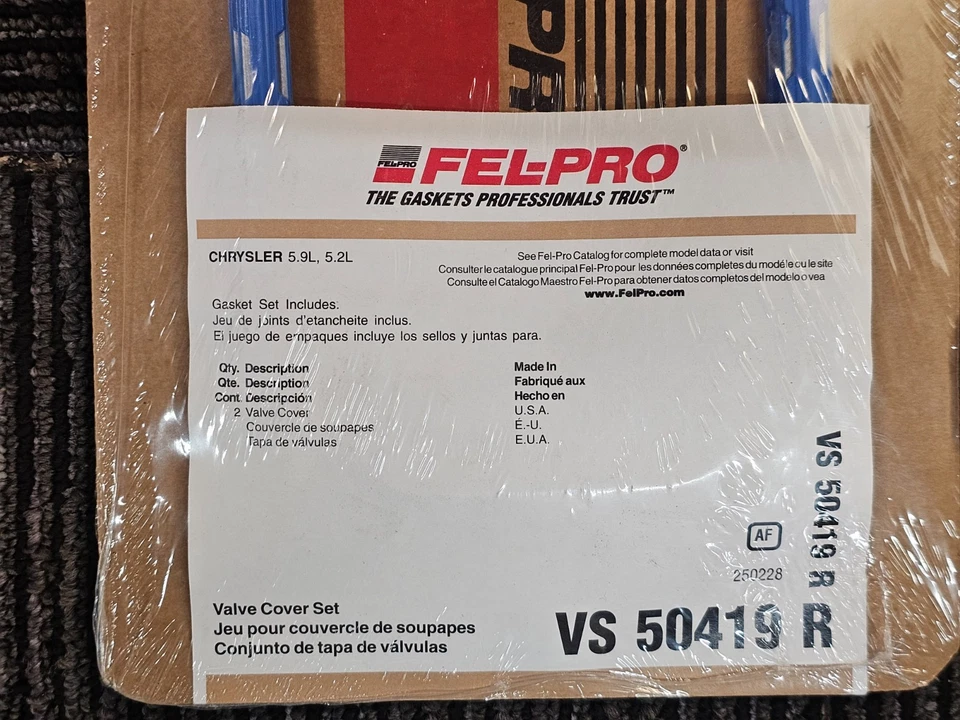 PR
FEL-PRO
FEL-PRO®
THE GASKETS PROFESSIONALS TRUST™
CHRYSLER 5.9L, 5.2L
See Fel-Pro Catalog for complete model data or visit
Consulter le catalogue principal Fel-Pro pour les données completes du modéle ou le site
Consulte el Catalogo Maestro Fel-Pro para obtener datos completos del modelo o vea
www.FelPro.com
Gasket Set Includes.
Jeu de joints d'etancheite inclus.
El juego de empaques incluye los sellos y juntas para.
Qty. Description Made In
Qte. Description Fabriqué aux
Cont. Descripción Hecho en
2 Valve Cover U.S.A.
Couvercle de soupapes É.-U.
Tapa de válvulas E.U.A.
VS 50419 R
AF
250228
Valve Cover Set
Jeu pour couvercle de soupapes
Conjunto de tapa de válvulas
VS 50419 R